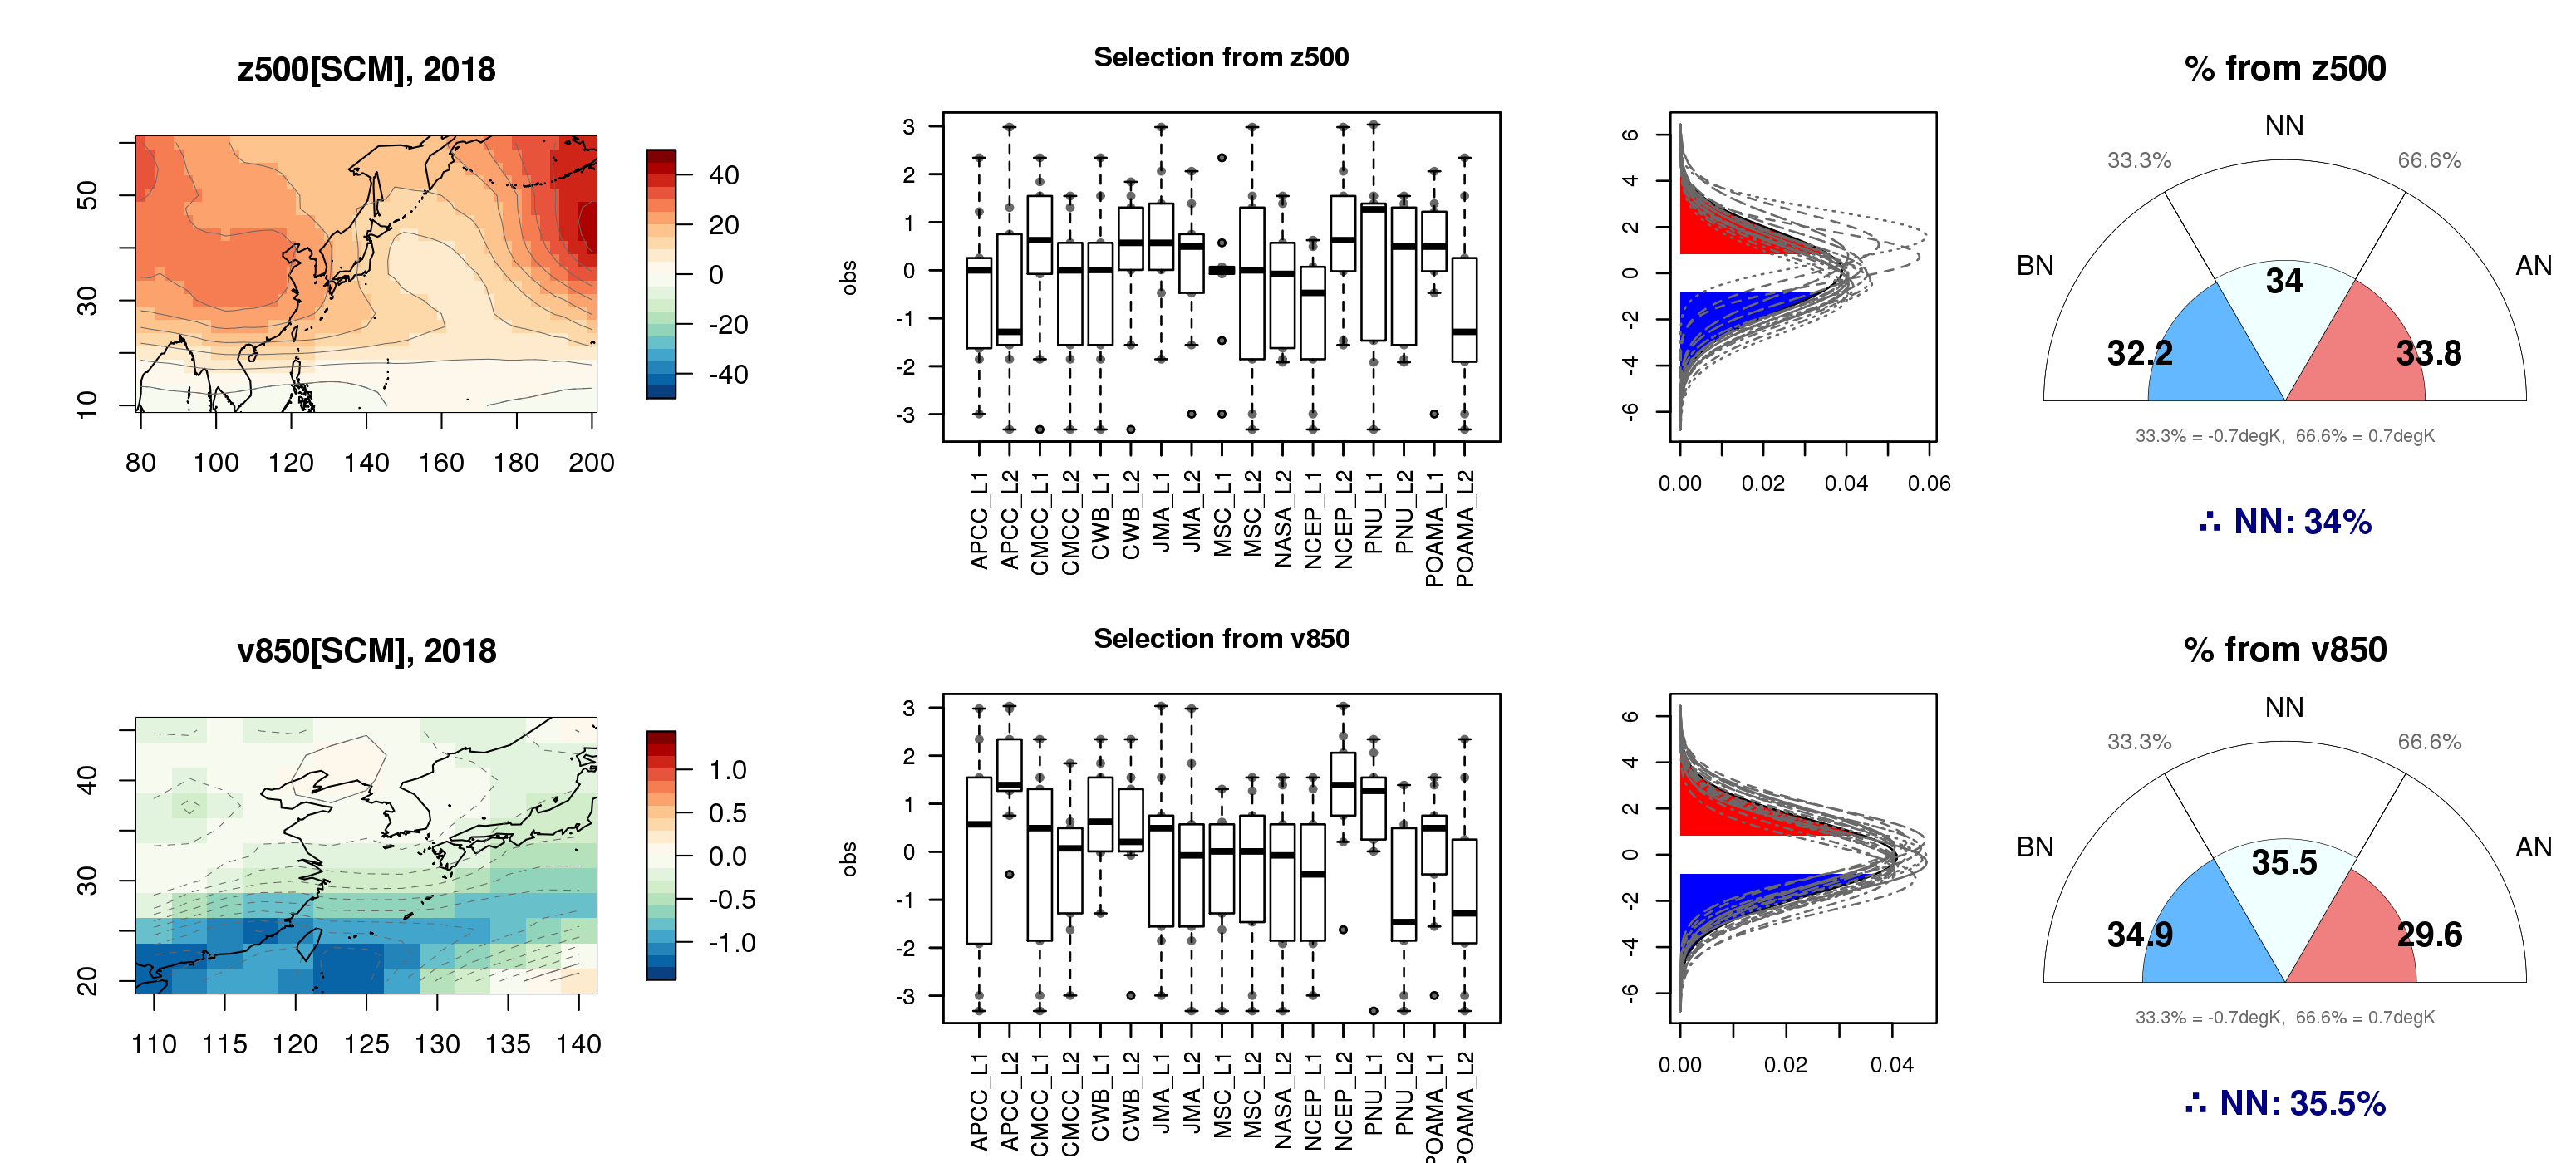 z500[SCM], 2018
40
20
0
-20
-40
50
30
10
80 100 120 140 160 180 200
Selection from z500
obs
3
2
1
0
-1
-2
-3
APCC_L1
APCC_L2
CMCC_L1
CMCC_L2
CWB_L1
CWB_L2
JMA_L1
JMA_L2
MSC_L1
MSC_L2
NASA_L2
NCEP_L1
NCEP_L2
PNU_L1
PNU_L2
POAMA_L1
POAMA_L2
6
4
2
0
-2
-4
-6
0.00 0.02 0.04 0.06
% from z500
NN
33.3% 66.6%
BN AN
34
32.2 33.8
33.3% = -0.7degK, 66.6% = 0.7degK
∴ NN: 34%
v850[SCM], 2018
1.0
0.5
0.0
-0.5
-1.0
40
30
20
110 115 120 125 130 135 140
Selection from v850
obs
3
2
1
0
-1
-2
-3
APCC_L1
APCC_L2
CMCC_L1
CMCC_L2
CWB_L1
CWB_L2
JMA_L1
JMA_L2
MSC_L1
MSC_L2
NASA_L2
NCEP_L1
NCEP_L2
PNU_L1
PNU_L2
POAMA_L1
POAMA_L2
6
4
2
0
-2
-4
-6
0.00 0.02 0.04
% from v850
NN
33.3% 66.6%
BN AN
35.5
34.9 29.6
33.3% = -0.7degK, 66.6% = 0.7degK
∴ NN: 35.5%